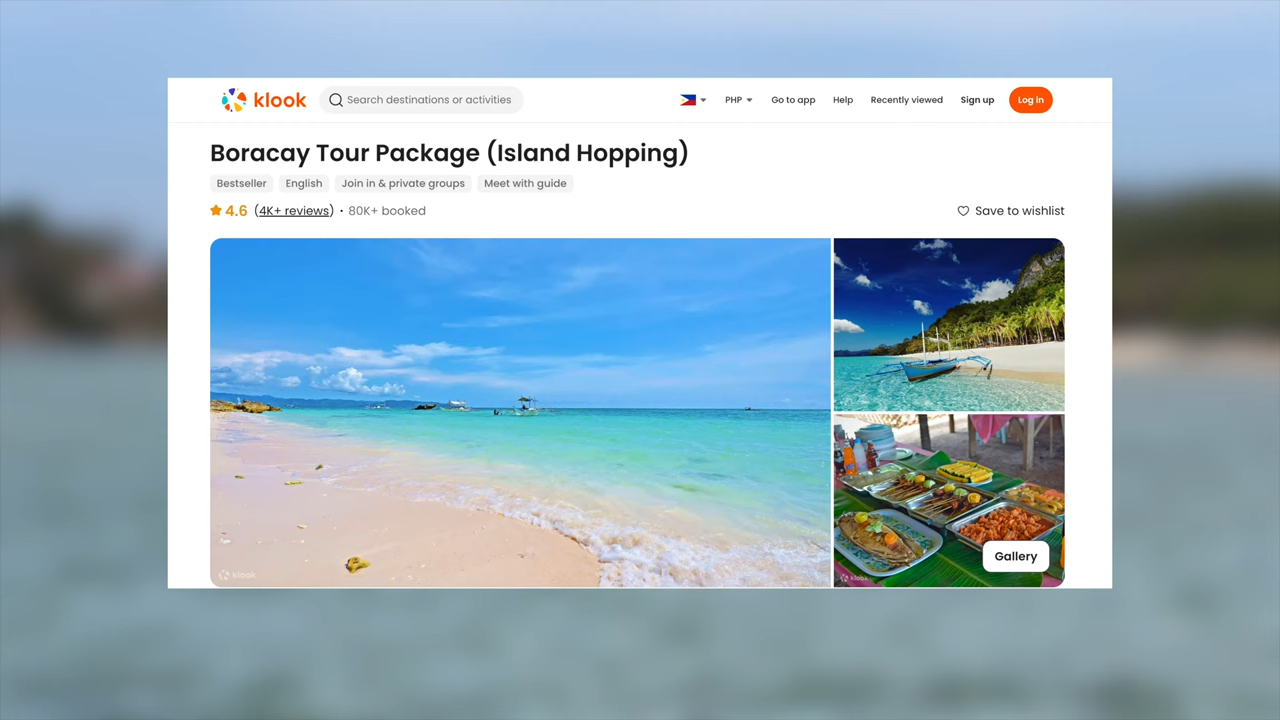 klook
Search destinations or activities
PHP
Go to app
Help
Recently viewed
Sign up
Log in
Boracay Tour Package (Island Hopping)
Bestseller
English
Join in & private groups
Meet with guide
4.6 (4K+ reviews) • 80K+ booked
Save to wishlist
Gallery
klook
klook